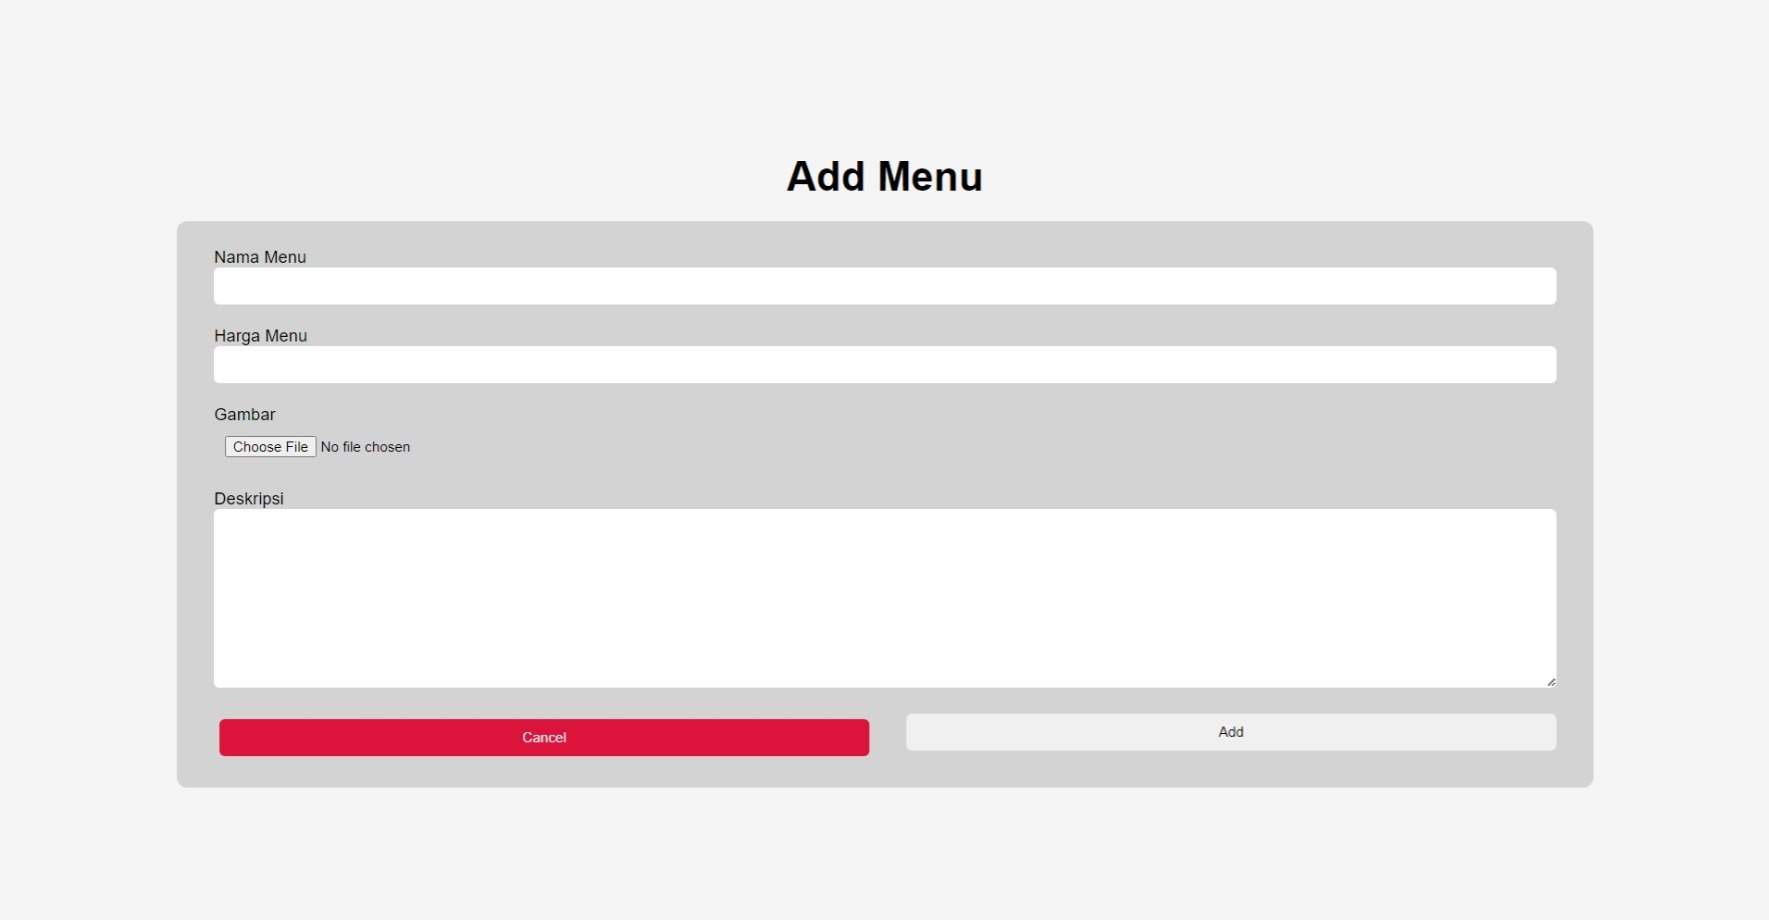 Add Menu
Nama Menu
Harga Menu
Gambar
Choose File No file chosen
Deskripsi
Cancel
Add